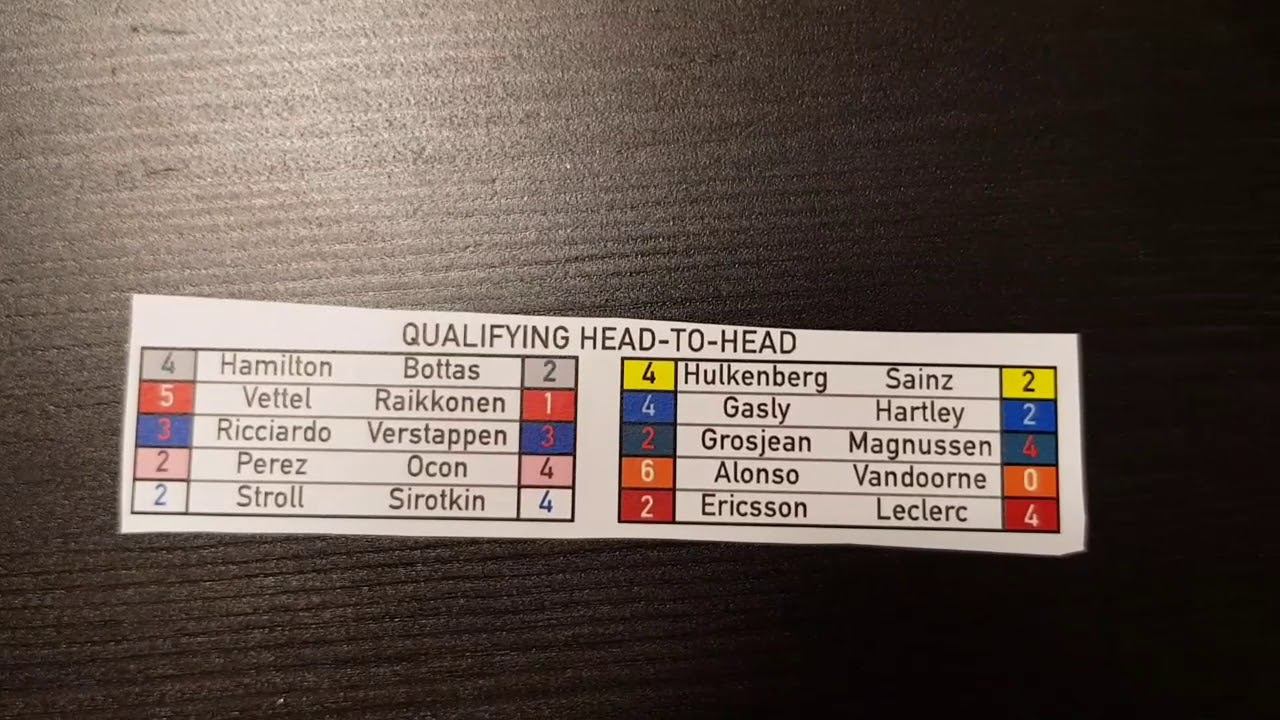 QUALIFYING HEAD-TO-HEAD
4 Hamilton Bottas 2
5 Vettel Raikkonen 1
3 Ricciardo Verstappen 3
2 Perez Ocon 4
2 Stroll Sirotkin 4
4 Hulkenberg Sainz 2
4 Gasly Hartley 2
2 Grosjean Magnussen 4
6 Alonso Vandoorne 0
2 Ericsson Leclerc 4